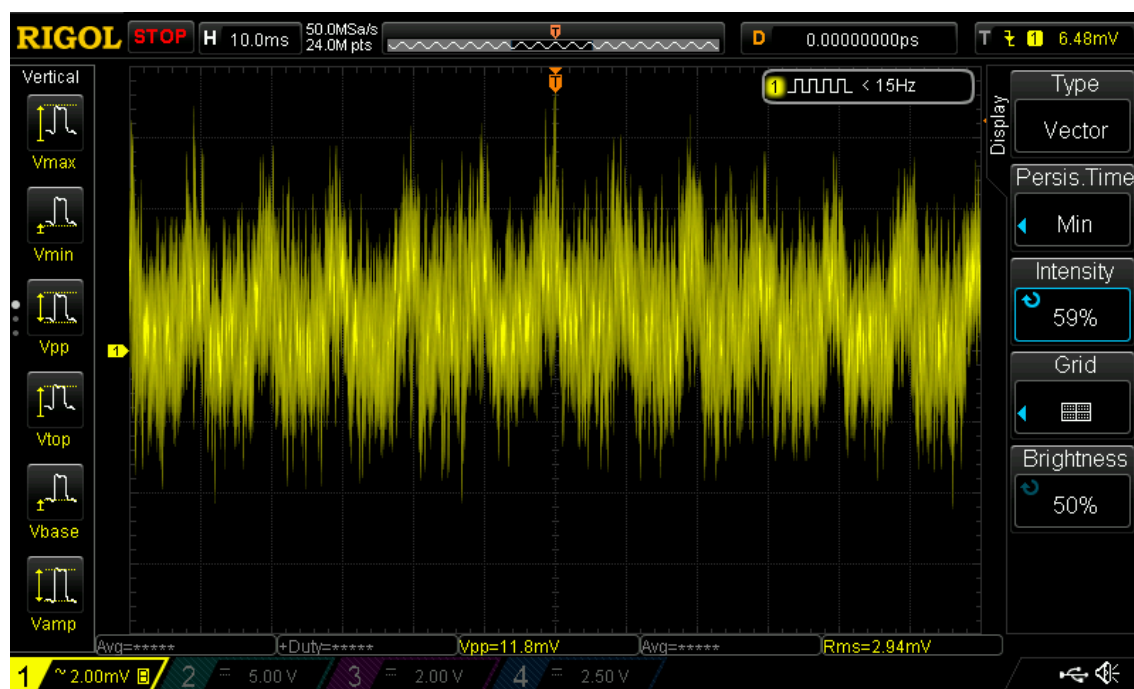 RIGOL STOP H 10.0ms 50.0MSa/s 24.0M pts T D 0.00000000ps T 1 6.48mV
Vertical
Vmax
Vmin
Vpp
Vtop
Vbase
Vamp
T
1 < 15Hz
1
Display
Type
Vector
Persis.Time
Min
Intensity
59%
Grid
Brightness
50%
Avg=***** +Duty=***** Vpp=11.8mV Avg=***** Rms=2.94mV
1 ~ 2.00mV B 2 = 5.00 V 3 = 2.00 V 4 = 2.50 V